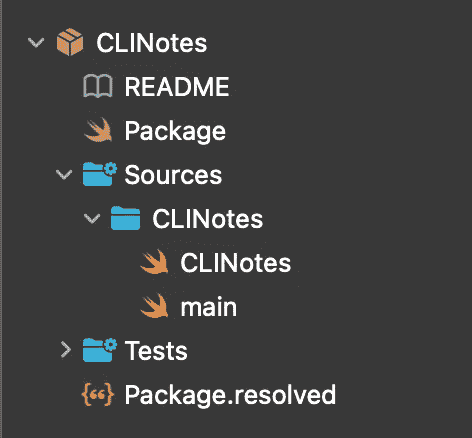 CLINotes
README
Package
Sources
CLINotes
CLINotes
main
Tests
Package.resolved